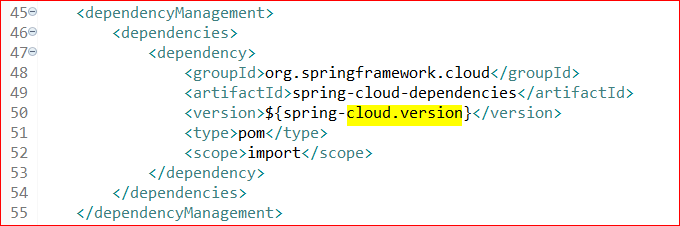 45 <dependencyManagement>
46 <dependencies>
47 <dependency>
48 <groupId>org.springframework.cloud</groupId>
49 <artifactId>spring-cloud-dependencies</artifactId>
50 <version>${spring-cloud.version}</version>
51 <type>pom</type>
52 <scope>import</scope>
53 </dependency>
54 </dependencies>
55 </dependencyManagement>